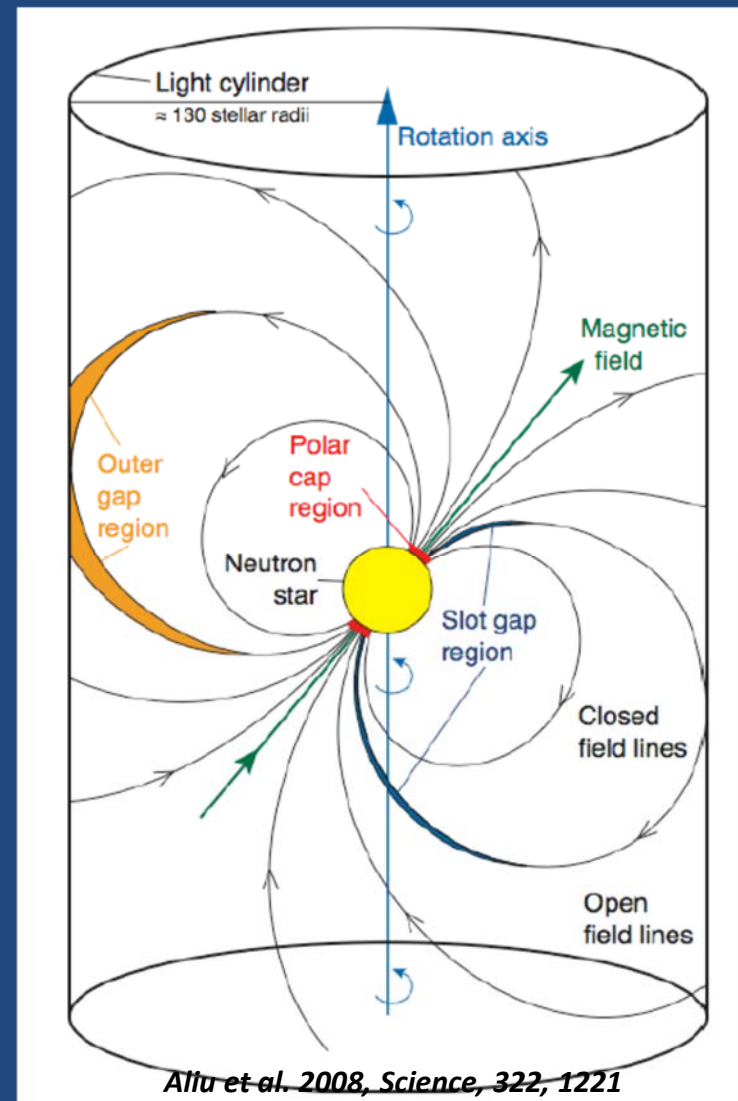 Light cylinder
≈ 130 stellar radii
Rotation axis
Magnetic
field
Polar
cap
region
Outer
gap
region
Neutron
star
Slot gap
region
Closed
field lines
Open
field lines
Aliu et al. 2008, Science, 322, 1221